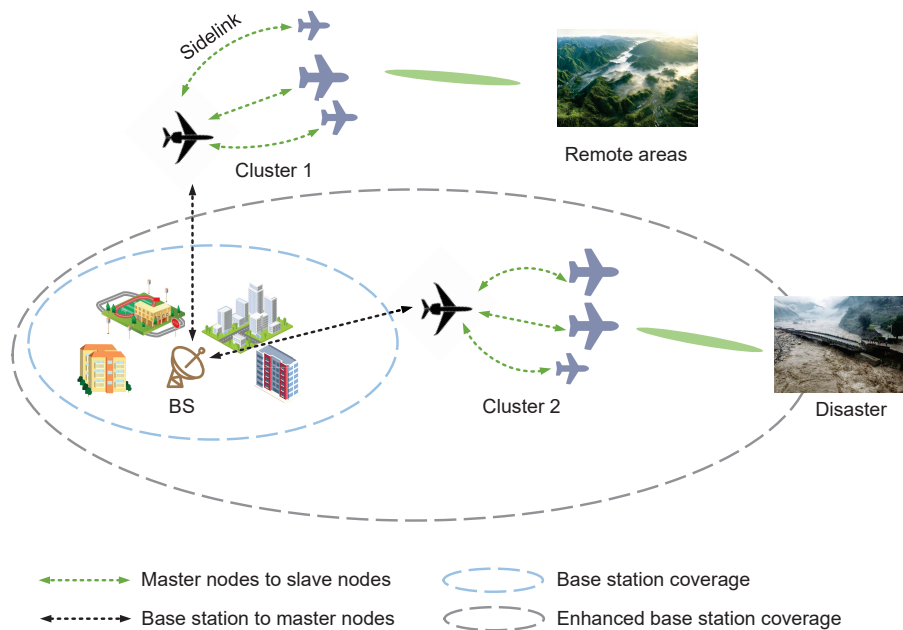 Sidelink
Cluster 1
Remote areas
BS
Cluster 2
Disaster
Master nodes to slave nodes
Base station coverage
Base station to master nodes
Enhanced base station coverage